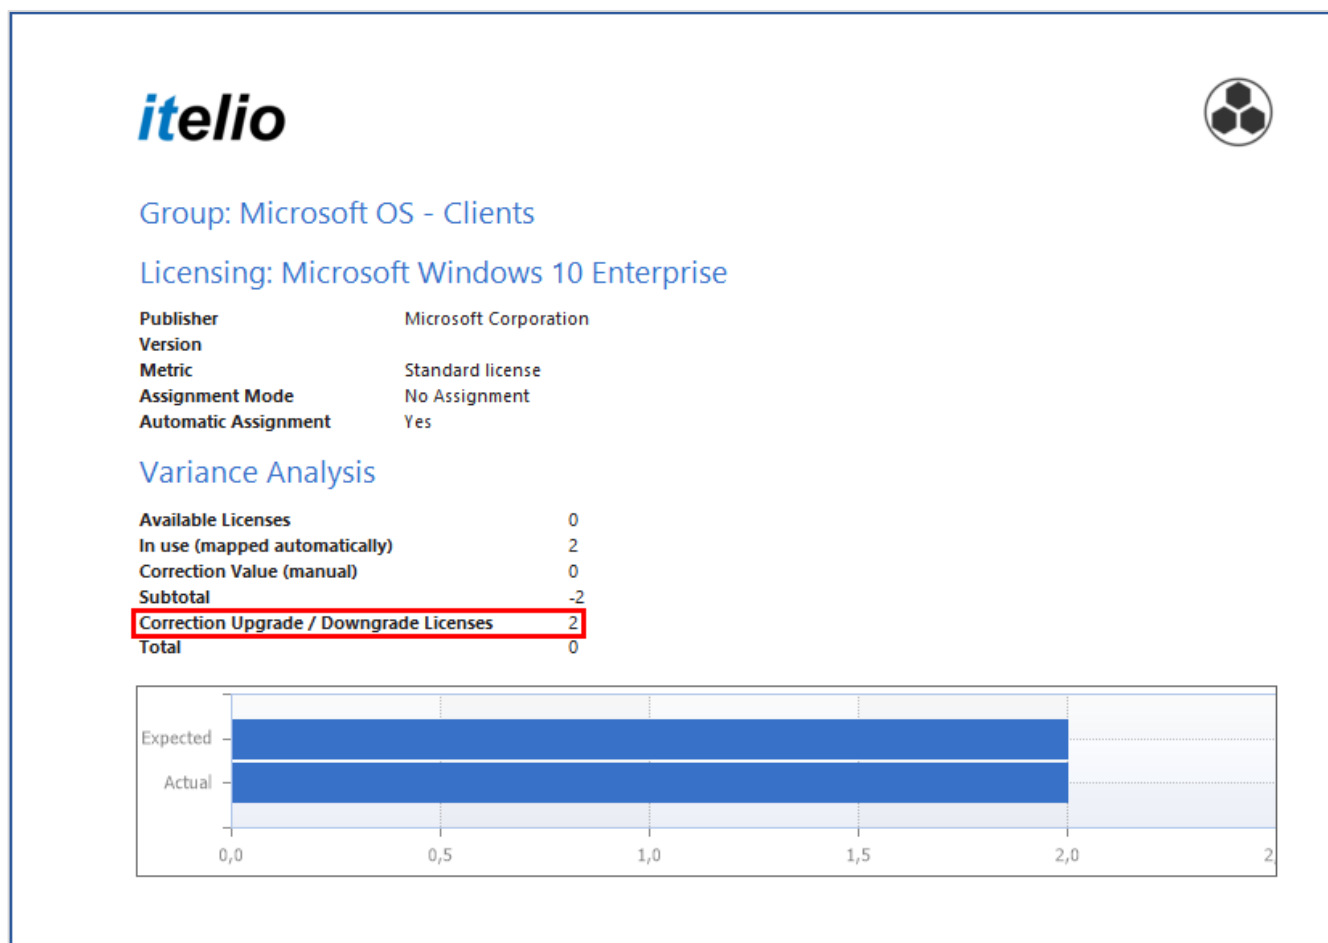 itelio
Group: Microsoft OS - Clients
Licensing: Microsoft Windows 10 Enterprise
Publisher Microsoft Corporation
Version
Metric Standard license
Assignment Mode No Assignment
Automatic Assignment Yes
Variance Analysis
Available Licenses 0
In use (mapped automatically) 2
Correction Value (manual) 0
Subtotal -2
Correction Upgrade / Downgrade Licenses 2
Total 0
Expected
Actual
0,0 0,5 1,0 1,5 2,0 2,